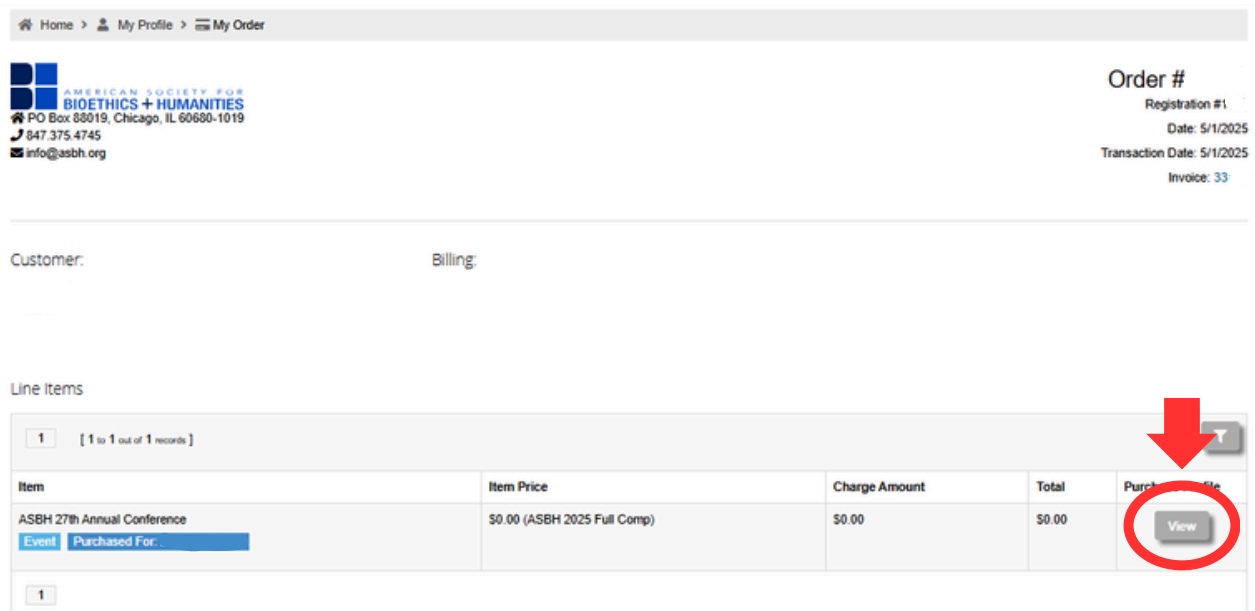 Home > My Profile > My Order
AMERICAN SOCIETY FOR
BIOETHICS + HUMANITIES
PO Box 88019, Chicago, IL 60680-1019
847.375.4745
info@asbh.org
Order #
Registration #
Date: 5/1/2025
Transaction Date: 5/1/2025
Invoice: 33
Customer:
Billing:
Line Items
1 [ 1 to 1 out of 1 records ]
Item Item Price Charge Amount Total
ASBH 27th Annual Conference $0.00 (ASBH 2025 Full Comp) $0.00 $0.00 View
Event Purchased For:
1